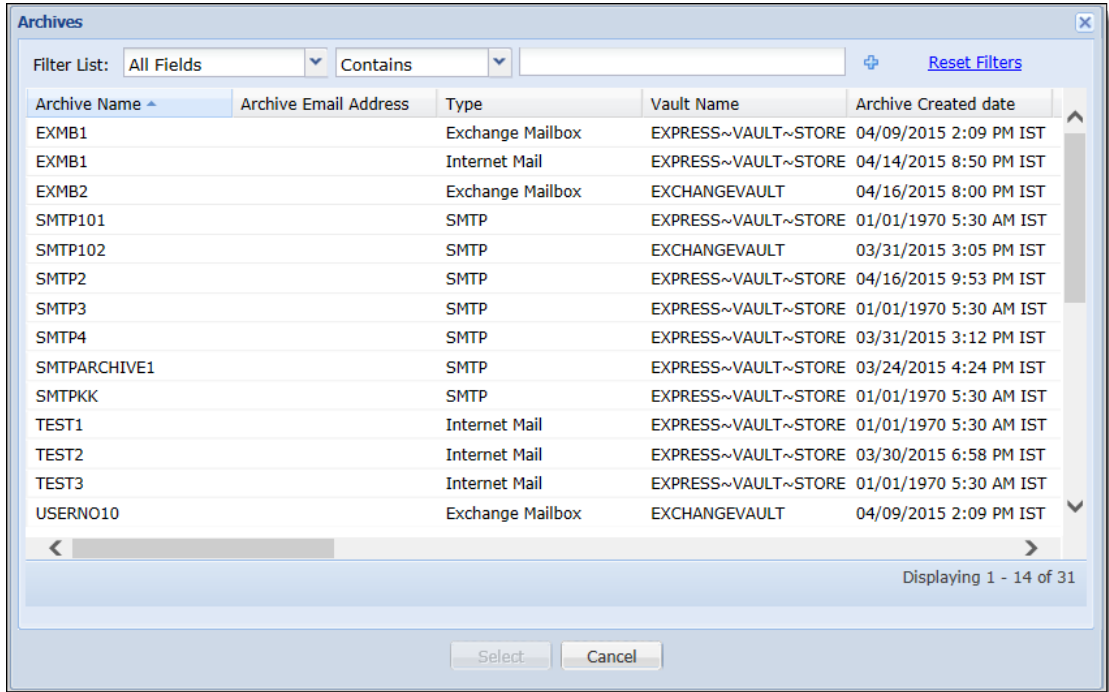 Archives
Filter List: All Fields Contains Reset Filters
Archive Name Archive Email Address Type Vault Name Archive Created date
EXMB1 Exchange Mailbox EXPRESS~VAULT~STORE 04/09/2015 2:09 PM IST
EXMB1 Internet Mail EXPRESS~VAULT~STORE 04/14/2015 8:50 PM IST
EXMB2 Exchange Mailbox EXCHANGEVAULT 04/16/2015 8:00 PM IST
SMTP101 SMTP EXPRESS~VAULT~STORE 01/01/1970 5:30 AM IST
SMTP102 SMTP EXCHANGEVAULT 03/31/2015 3:05 PM IST
SMTP2 SMTP EXPRESS~VAULT~STORE 04/16/2015 9:53 PM IST
SMTP3 SMTP EXPRESS~VAULT~STORE 01/01/1970 5:30 AM IST
SMTP4 SMTP EXPRESS~VAULT~STORE 03/31/2015 3:12 PM IST
SMTPARCHIVE1 SMTP EXPRESS~VAULT~STORE 03/24/2015 4:24 PM IST
SMTPKK SMTP EXPRESS~VAULT~STORE 01/01/1970 5:30 AM IST
TEST1 Internet Mail EXPRESS~VAULT~STORE 01/01/1970 5:30 AM IST
TEST2 Internet Mail EXPRESS~VAULT~STORE 03/30/2015 6:58 PM IST
TEST3 Internet Mail EXPRESS~VAULT~STORE 01/01/1970 5:30 AM IST
USERNO10 Exchange Mailbox EXCHANGEVAULT 04/09/2015 2:09 PM IST
Displaying 1 - 14 of 31
Select Cancel